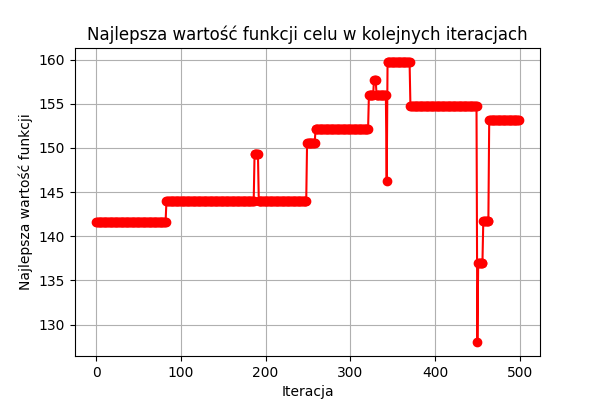 Najlepsza wartość funkcji celu w kolejnych iteracjach
Najlepsza wartość funkcji
160
155
150
145
140
135
130
0 100 200 300 400 500
Iteracja